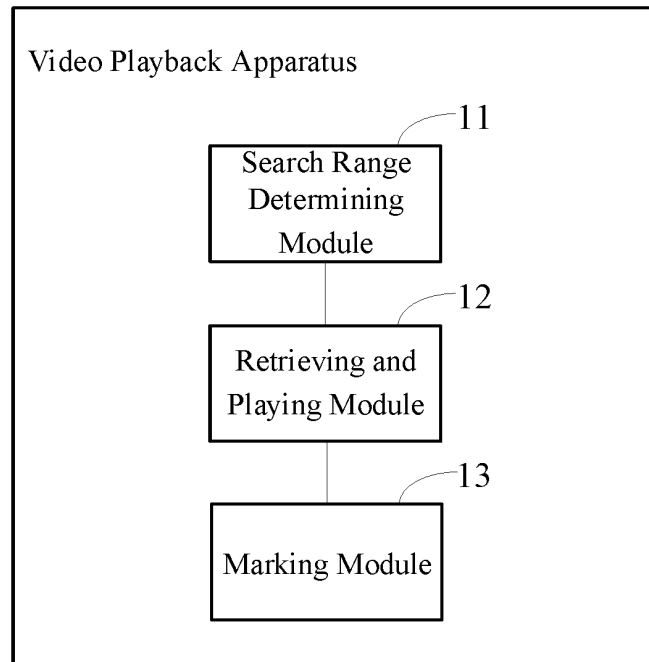 Video Playback Apparatus
11
Search Range
Determining
Module
12
Retrieving and
Playing Module
13
Marking Module